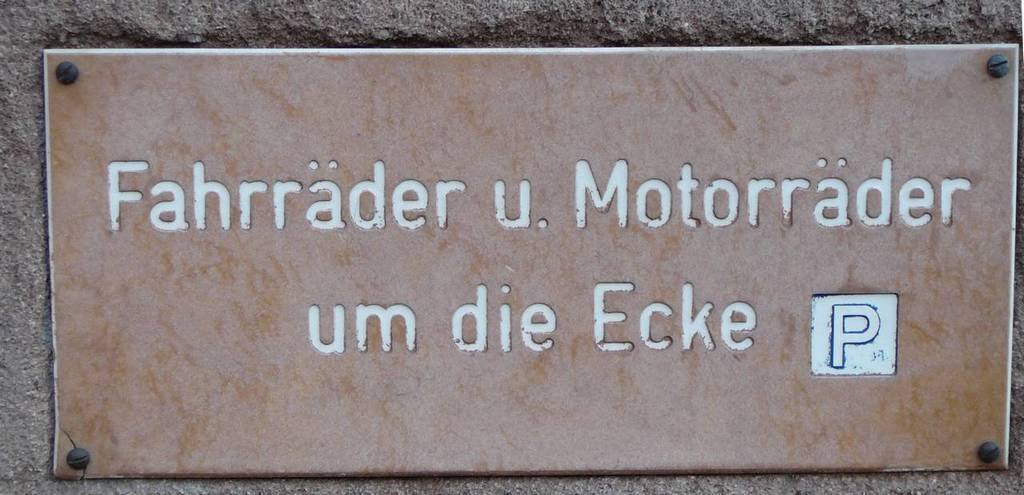 Fahrräder u. Motorräder
um die Ecke P